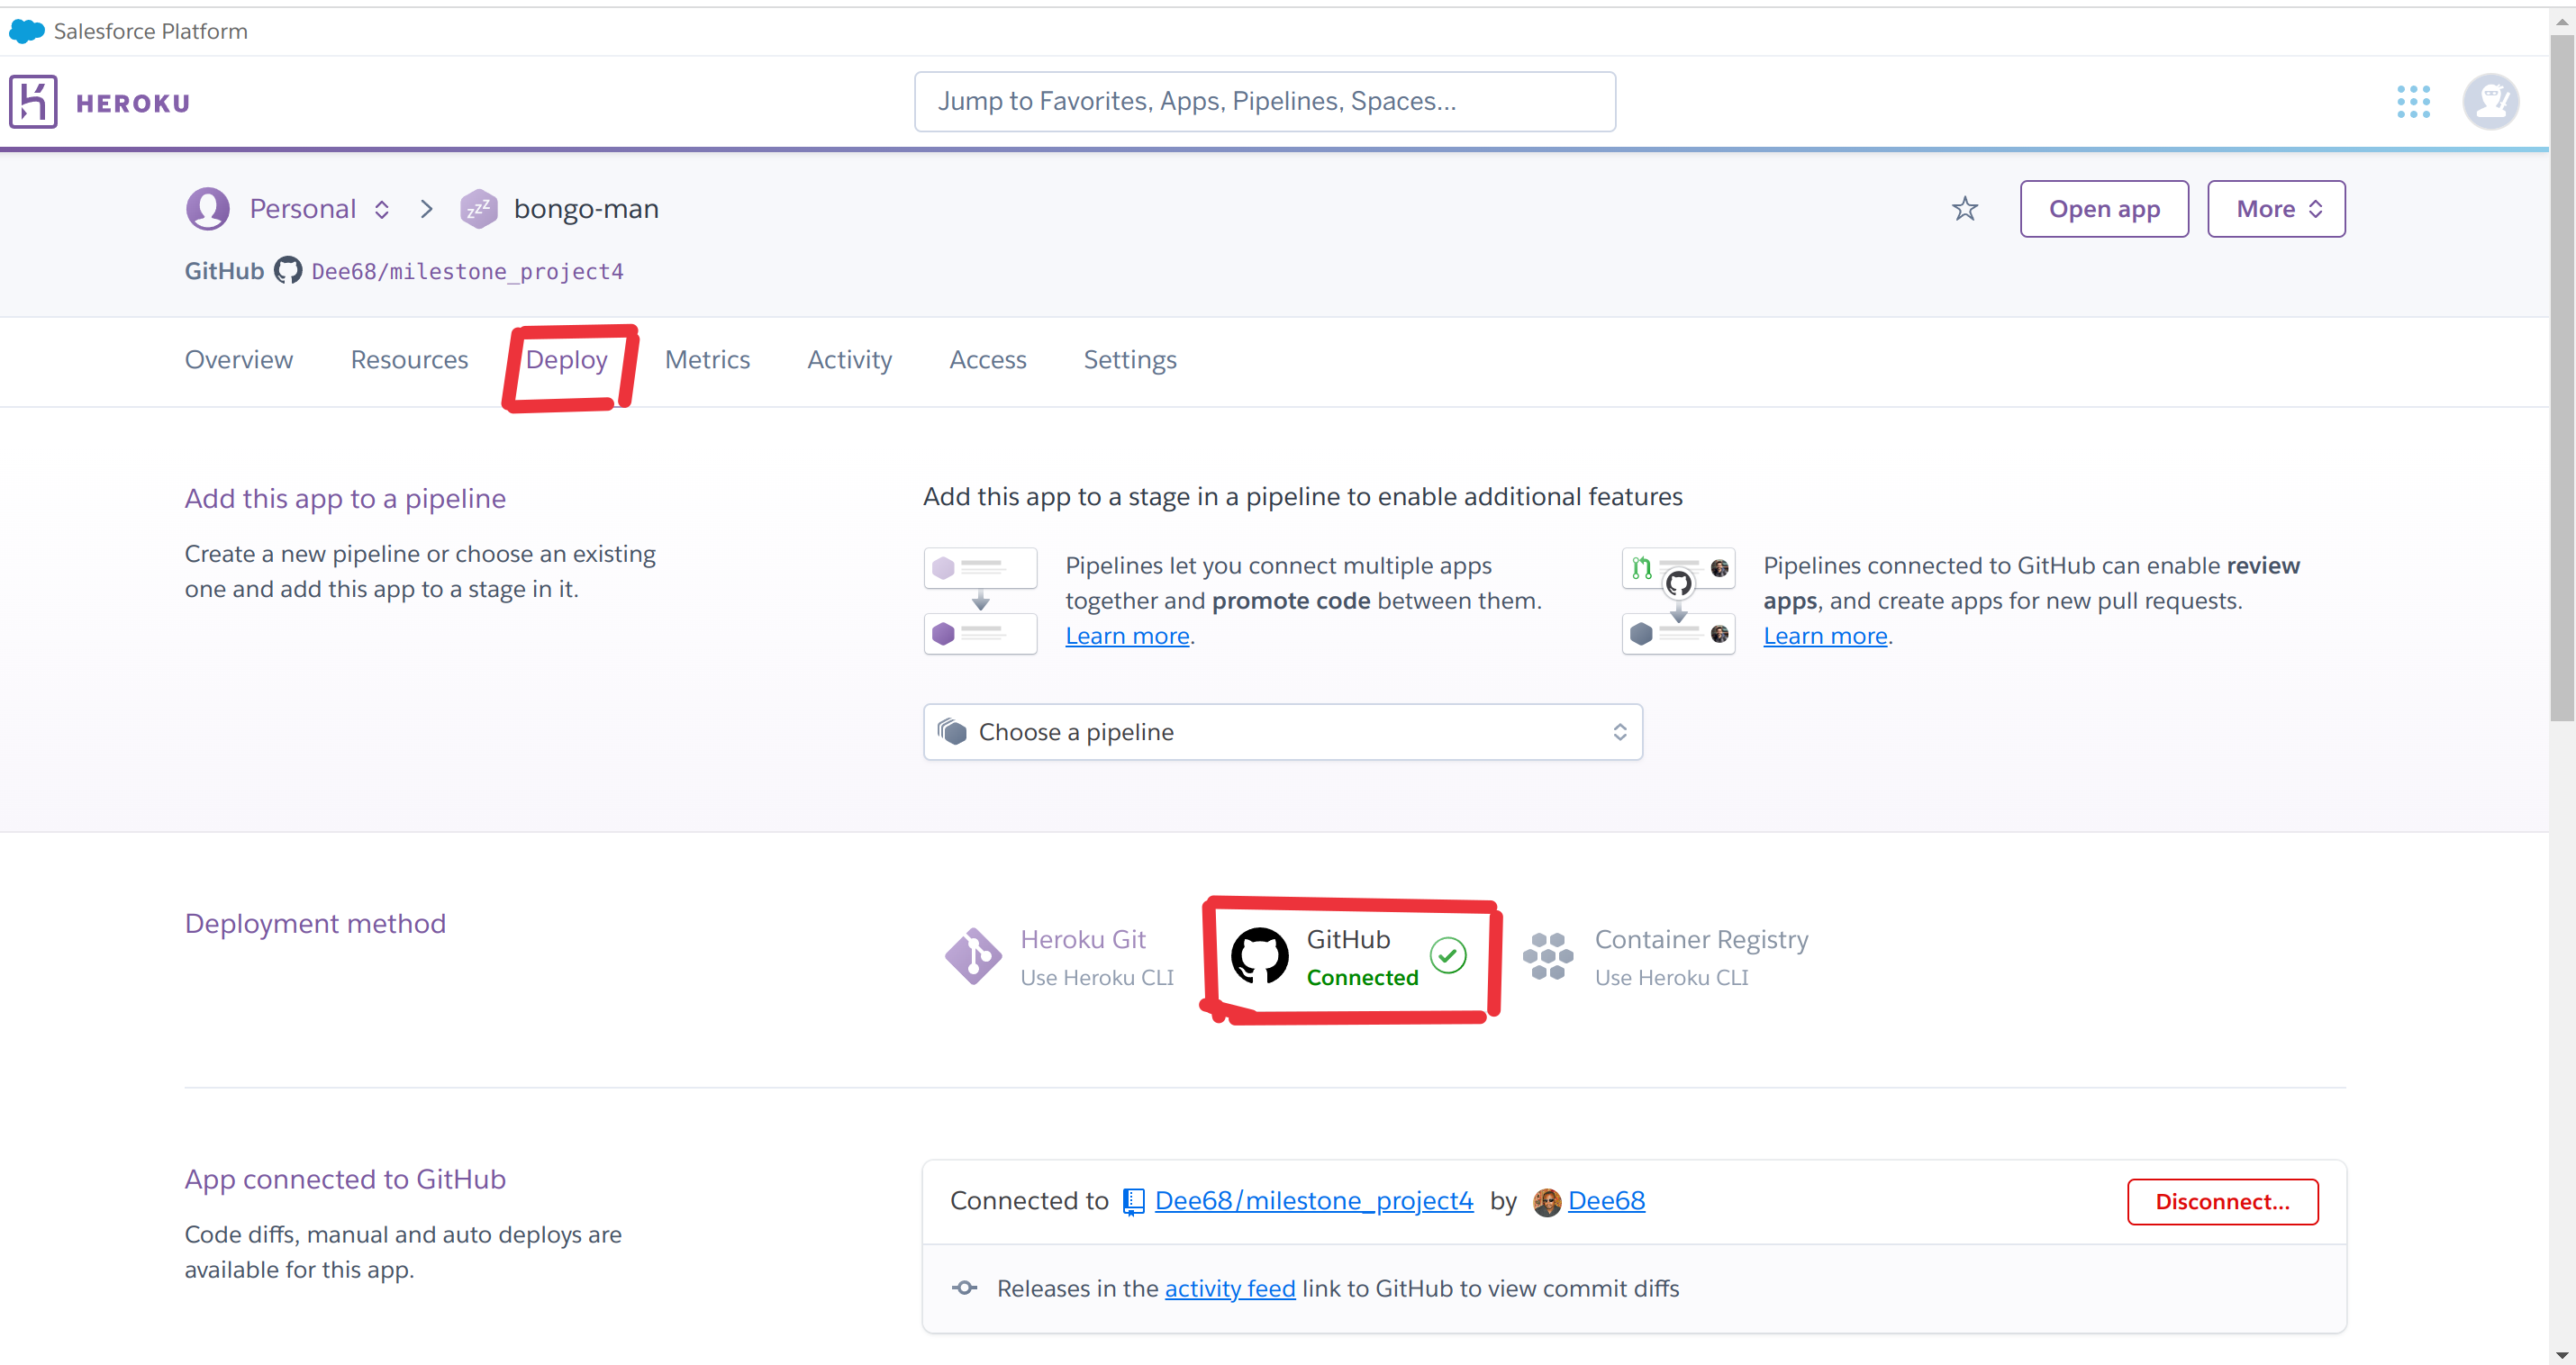 Salesforce Platform
HEROKU
Jump to Favorites, Apps, Pipelines, Spaces...
Personal
zzz
bongo-man
Open app
More
GitHub Dee68/milestone_project4
Overview
Resources
Deploy
Metrics
Activity
Access
Settings
Add this app to a pipeline
Create a new pipeline or choose an existing
one and add this app to a stage in it.
Add this app to a stage in a pipeline to enable additional features
Pipelines let you connect multiple apps
together and promote code between them.
Learn more.
Pipelines connected to GitHub can enable review
apps, and create apps for new pull requests.
Learn more.
Choose a pipeline
Deployment method
Heroku Git
Use Heroku CLI
GitHub
Connected
Container Registry
Use Heroku CLI
App connected to GitHub
Code diffs, manual and auto deploys are
available for this app.
Connected to Dee68/milestone_project4 by Dee68
Disconnect...
Releases in the activity feed link to GitHub to view commit diffs